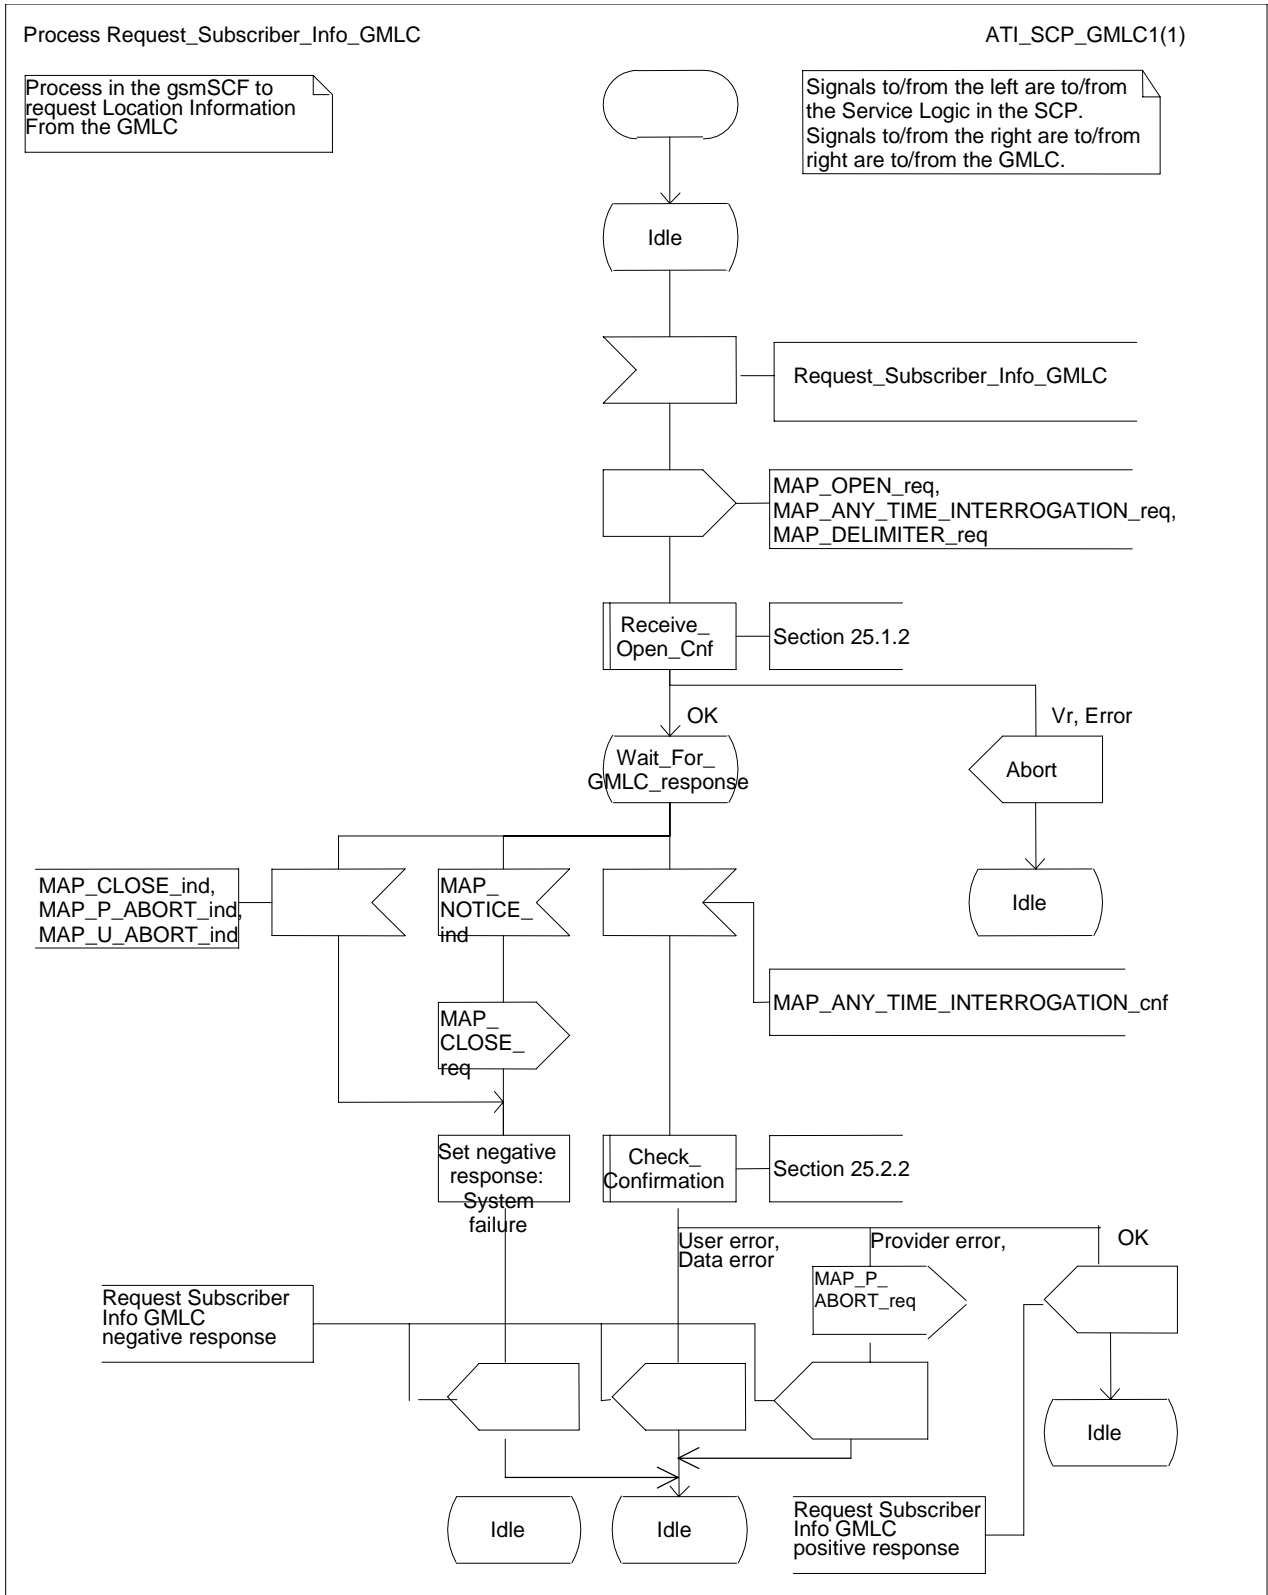 Process Request_Subscriber_Info_GMLC
ATI_SCP_GMLC1(1)
Process in the gsmSCF to
request Location Information
From the GMLC
Signals to/from the left are to/from
the Service Logic in the SCP.
Signals to/from the right are to/from
right are to/from the GMLC.
Idle
Request_Subscriber_Info_GMLC
MAP_OPEN_req,
MAP_ANY_TIME_INTERROGATION_req,
MAP_DELIMITER_req
Receive_
Open_Cnf
Section 25.1.2
OK
Vr, Error
Wait_For_
GMLC_response
Abort
MAP_CLOSE_ind,
MAP_P_ABORT_ind,
MAP_U_ABORT_ind
MAP_
NOTICE_
ind
Idle
MAP_ANY_TIME_INTERROGATION_cnf
MAP_
CLOSE_
req
Set negative
response:
System
failure
Check_
Confirmation
Section 25.2.2
User error,
Data error
Provider error,
OK
MAP_P_
ABORT_req
Request Subscriber
Info GMLC
negative response
Idle
Idle
Idle
Request Subscriber
Info GMLC
positive response